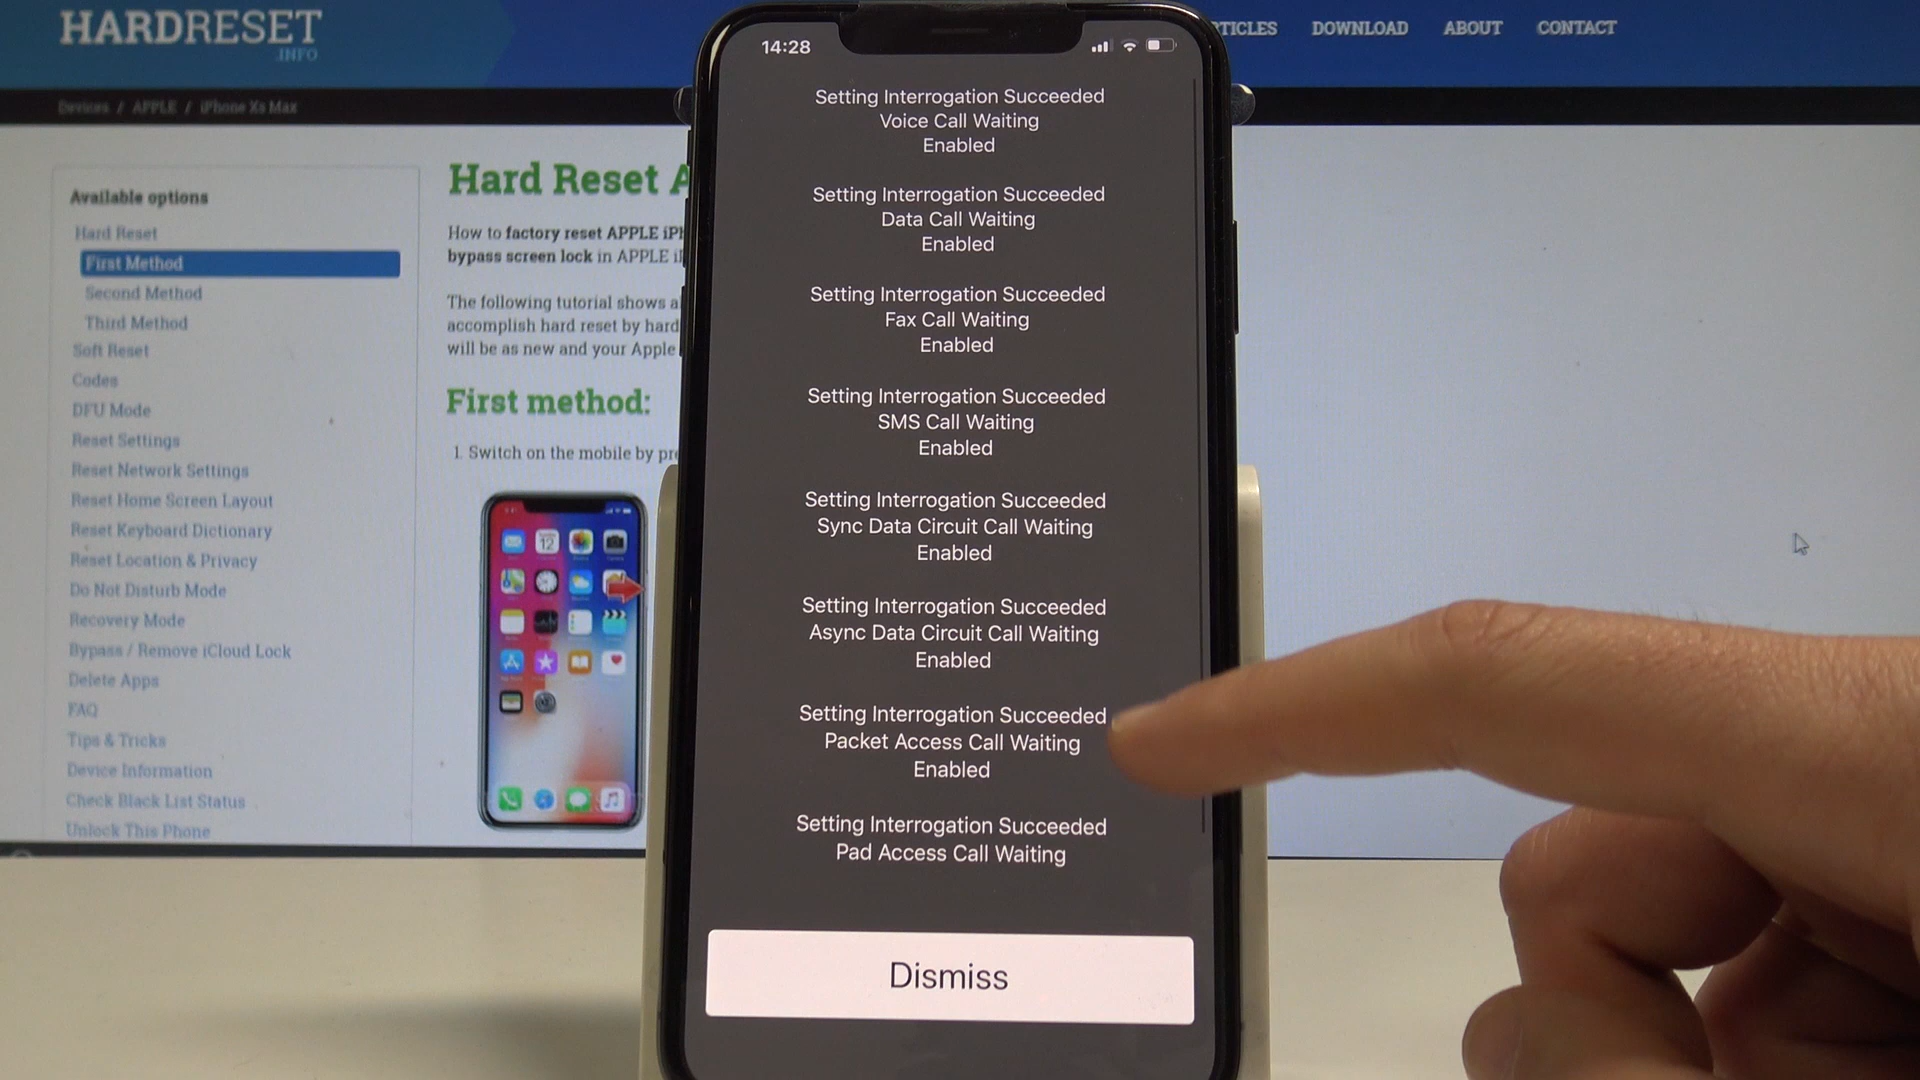 HARDRESET
.INFO
TICLES
DOWNLOAD
ABOUT
CONTACT
Devices / APPLE / iPhone Xs Max
Available options
Hard Reset
First Method
Second Method
Third Method
Soft Reset
Codes
DFU Mode
Reset Settings
Reset Network Settings
Reset Home Screen Layout
Reset Keyboard Dictionary
Reset Location & Privacy
Do Not Disturb Mode
Recovery Mode
Bypass / Remove iCloud Lock
Delete Apps
FAQ
Tips & Tricks
Device Information
Check Black List Status
Unlock This Phone
Hard Reset A
How to factory reset APPLE iPh
bypass screen lock in APPLE i
The following tutorial shows a
accomplish hard reset by hard
will be as new and your Apple
First method:
1. Switch on the mobile by pre
12
14:28
Setting Interrogation Succeeded
Voice Call Waiting
Enabled
Setting Interrogation Succeeded
Data Call Waiting
Enabled
Setting Interrogation Succeeded
Fax Call Waiting
Enabled
Setting Interrogation Succeeded
SMS Call Waiting
Enabled
Setting Interrogation Succeeded
Sync Data Circuit Call Waiting
Enabled
Setting Interrogation Succeeded
Async Data Circuit Call Waiting
Enabled
Setting Interrogation Succeeded
Packet Access Call Waiting
Enabled
Setting Interrogation Succeeded
Pad Access Call Waiting
Dismiss